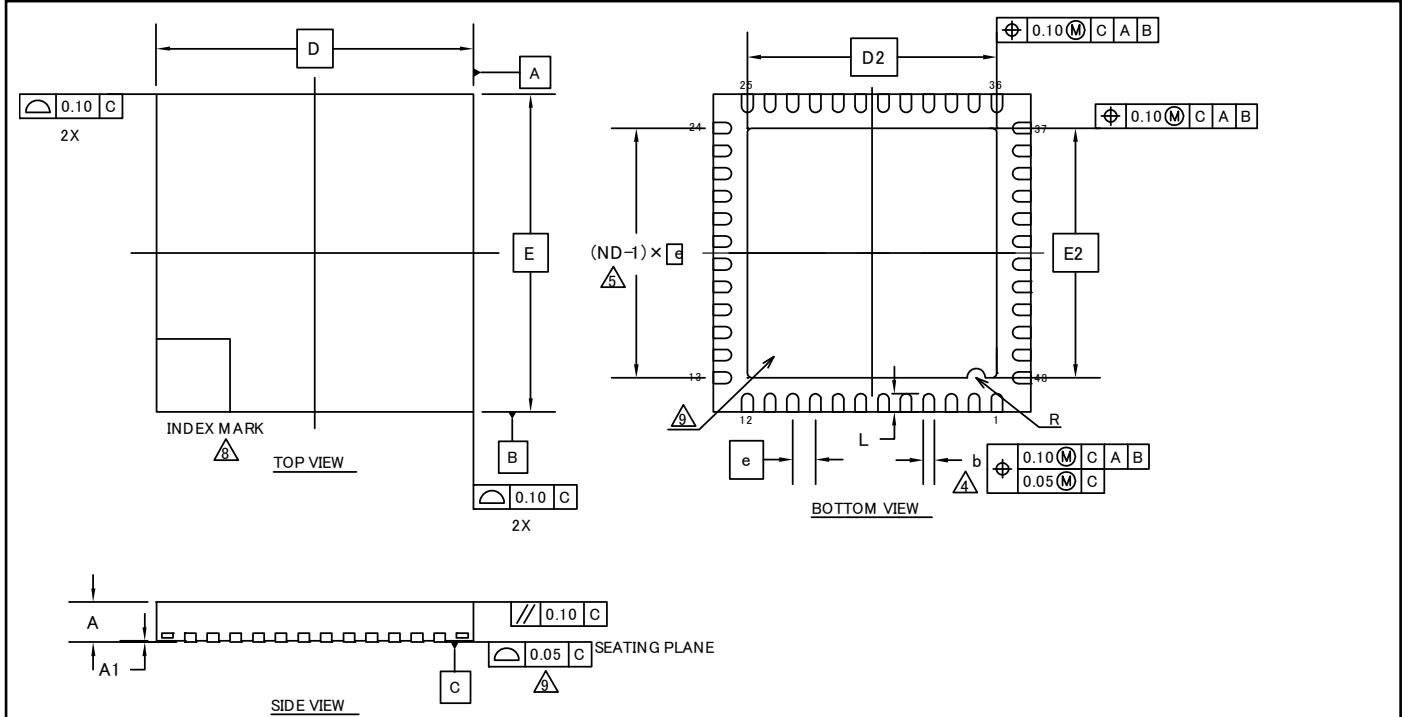 D
A
⌓ 0.10 C
2X
E
INDEX MARK
8
TOP VIEW
B
⌓ 0.10 C
2X
⌖ 0.10 Ⓜ C A B
D2
25
36
⌖ 0.10 Ⓜ C A B
24
37
(ND-1)× e
5
E2
13
48
9
12
1
L
R
e
b
4
⌖ 0.10 Ⓜ C A B
0.05 Ⓜ C
BOTTOM VIEW
A
// 0.10 C
A1
⌓ 0.05 C SEATING PLANE
9
C
SIDE VIEW